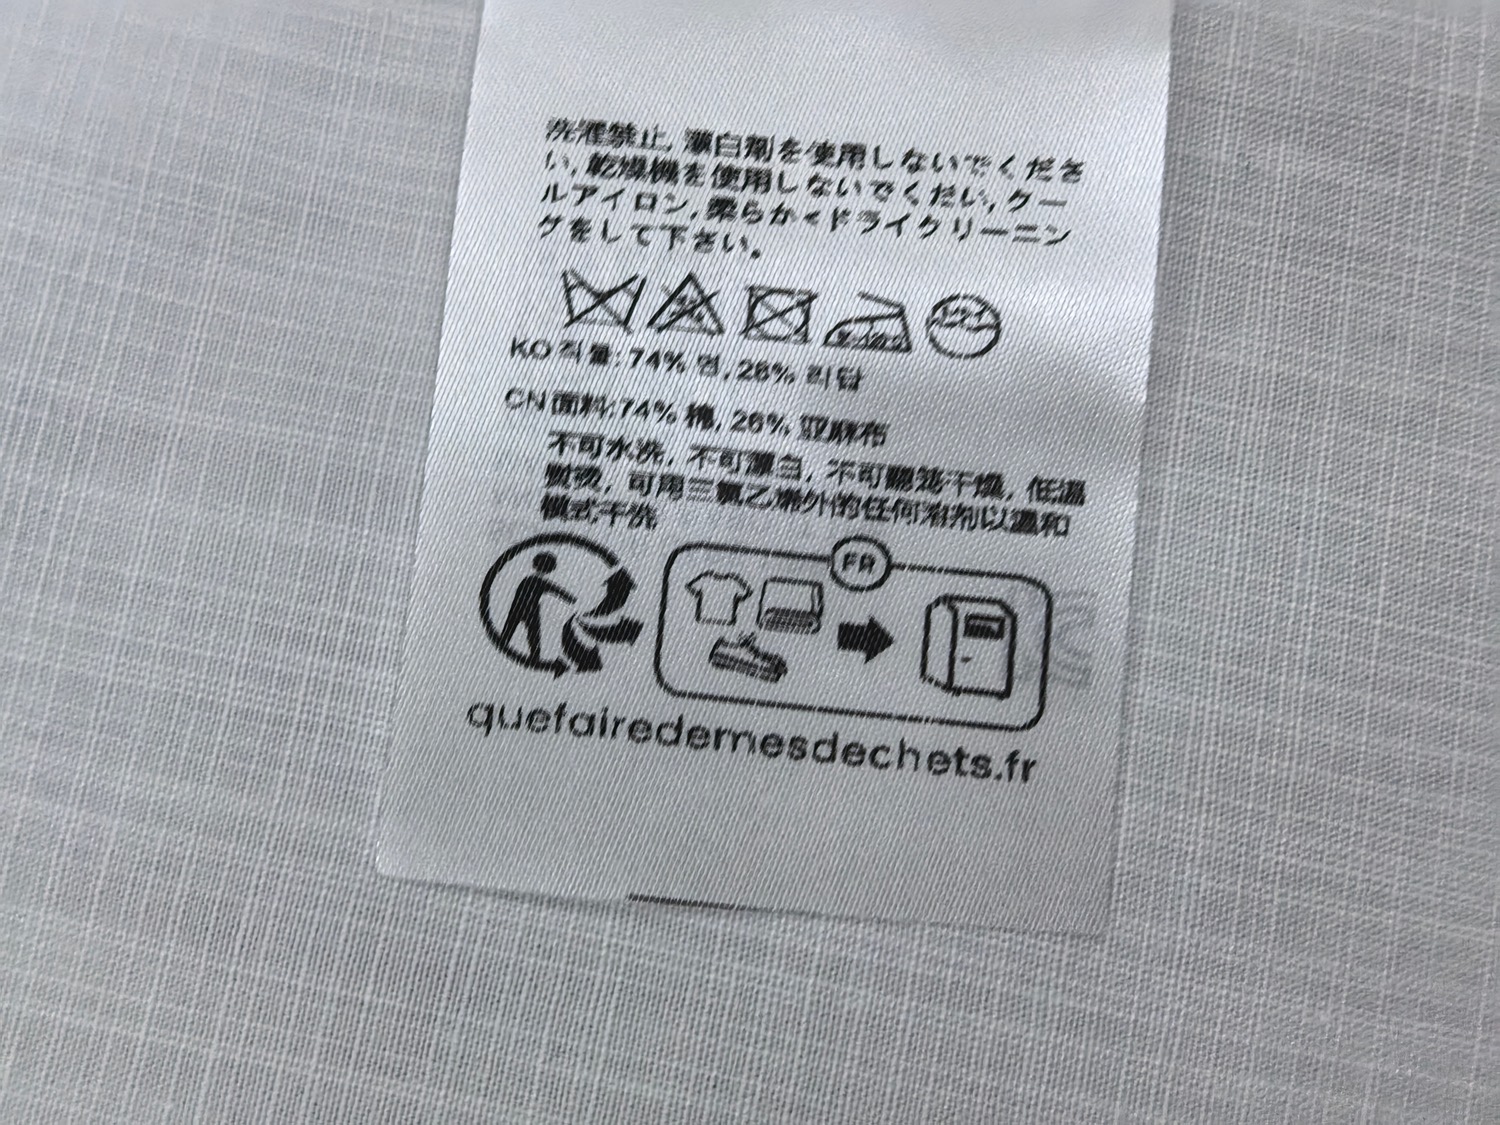 洗濯禁止, 漂白剤を使用しないでくださ
い, 乾燥機を使用しないでくだい, クー
ルアイロン, 柔らか<ドライクリーニン
グをして下さい。
KO 직물: 74% 면, 26% 리넨
CN 面料:74% 棉, 26% 亚麻布
不可水洗, 不可漂白, 不可翻笼干燥, 低温
熨烫, 可用三氯乙烯外的任何溶剂以温和
模式干洗
FR
quefairedemesdechets.fr